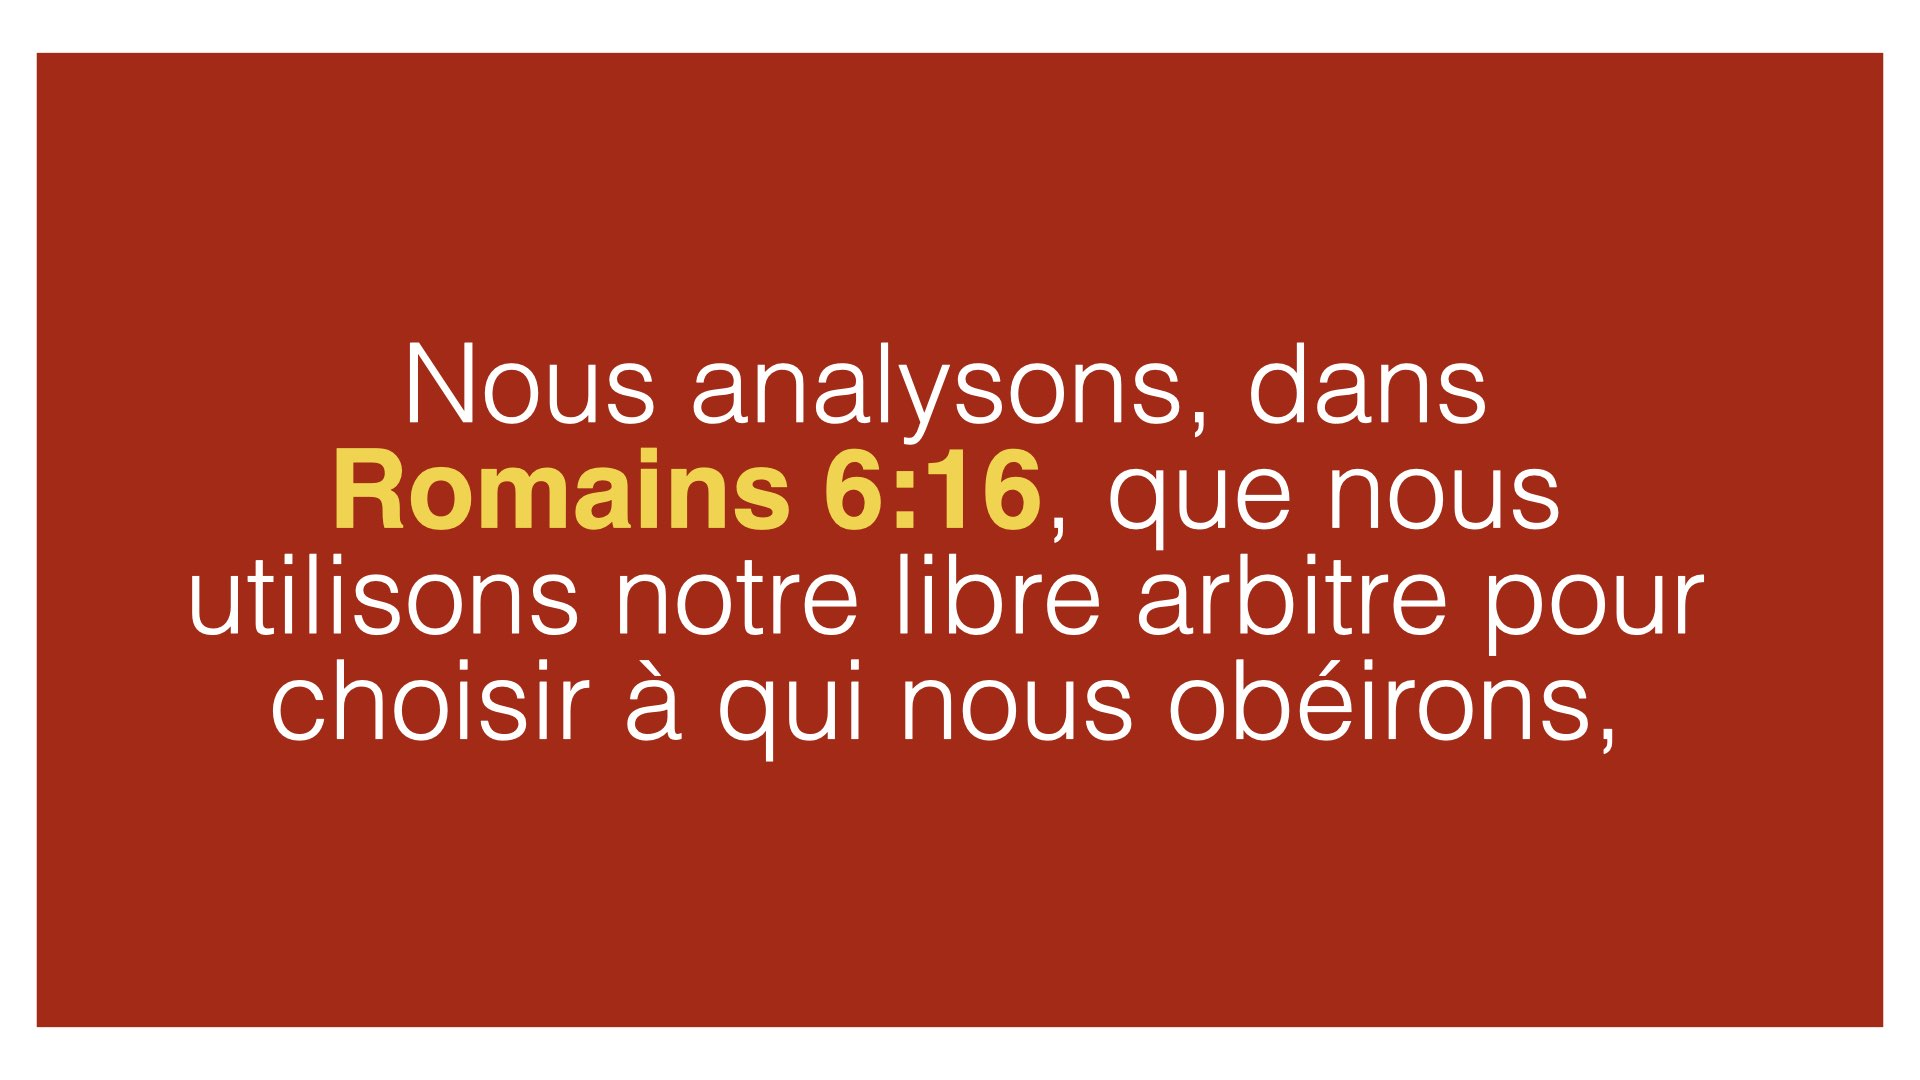 Nous analysons, dans
Romains 6:16, que nous
utilisons notre libre arbitre pour
choisir à qui nous obéirons,